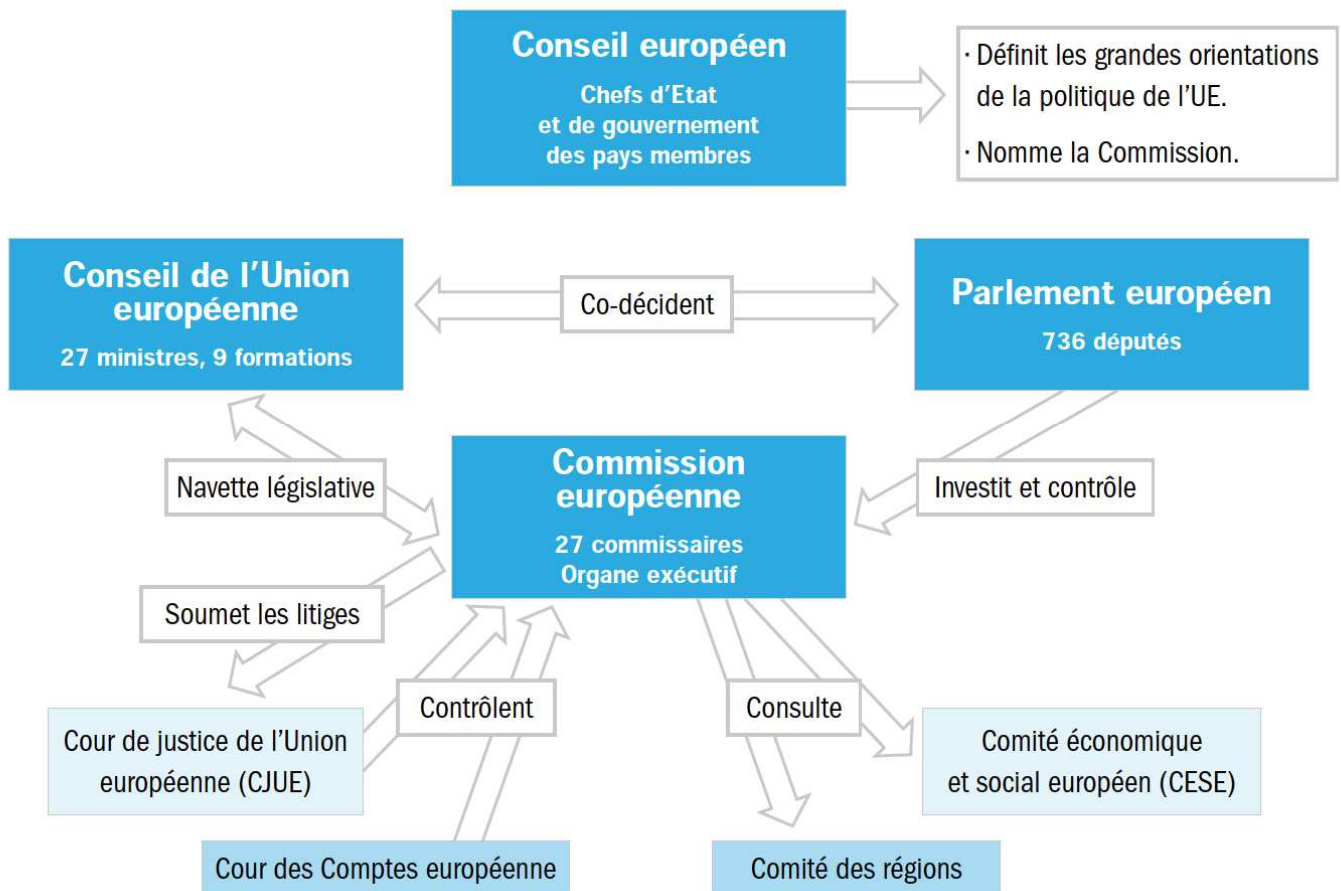 Conseil européen
Chefs d'Etat
et de gouvernement
des pays membres
· Définit les grandes orientations
de la politique de l'UE.
· Nomme la Commission.
Conseil de l'Union
européenne
27 ministres, 9 formations
Co-décident
Parlement européen
736 députés
Navette législative
Commission
européenne
27 commissaires
Organe exécutif
Investit et contrôle
Soumet les litiges
Contrôlent
Consulte
Cour de justice de l'Union
européenne (CJUE)
Comité économique
et social européen (CESE)
Cour des Comptes européenne
Comité des régions